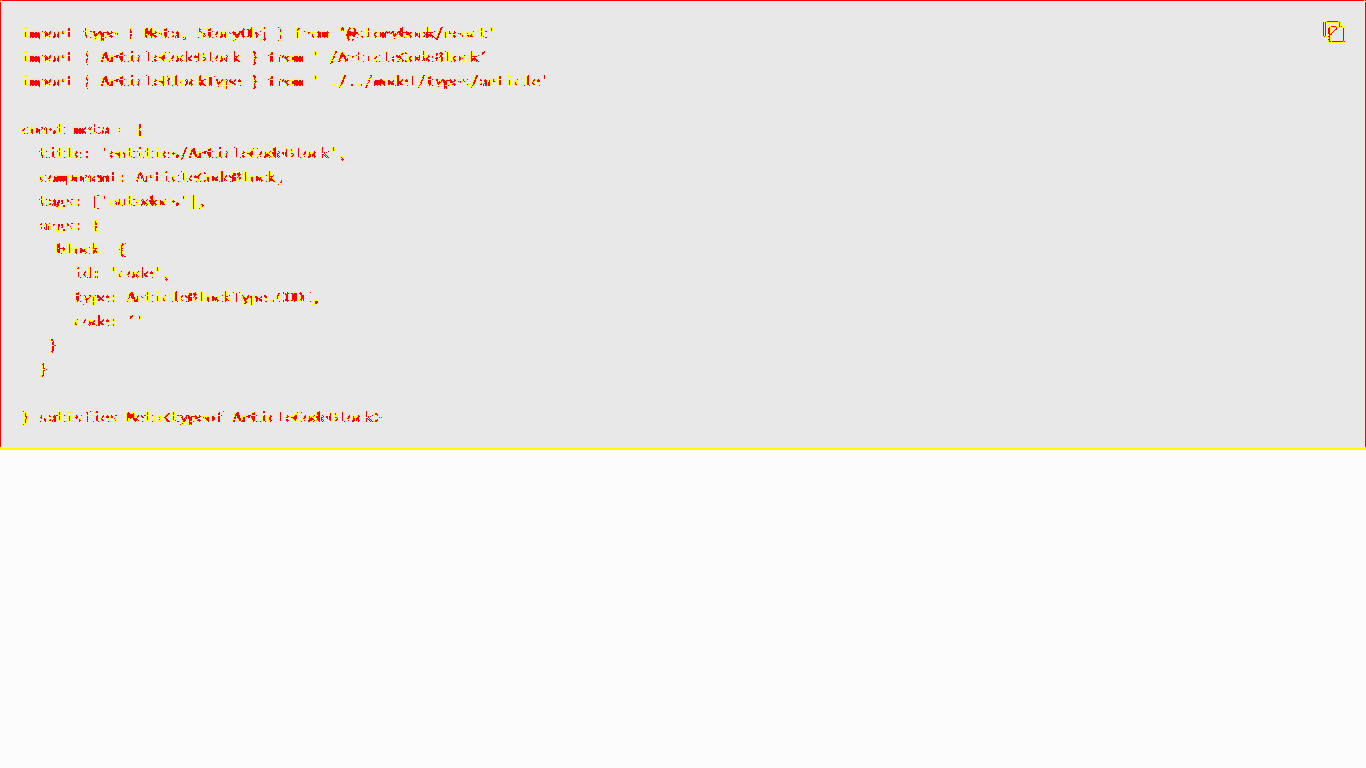 import type { Meta, StoryObj } from '@storybook/react'
import { ArticleCodeBlock } from './ArticleCodeBlock'
import { ArticleBlockType } from '../../model/types/article'
const meta = {
title: 'entities/ArticleCodeBlock',
component: ArticleCodeBlock,
tags: ['autodocs'],
args: {
block: {
id: 'code',
type: ArticleBlockType.CODE,
code: ''
}
}
} satisfies Meta<typeof ArticleCodeBlock>